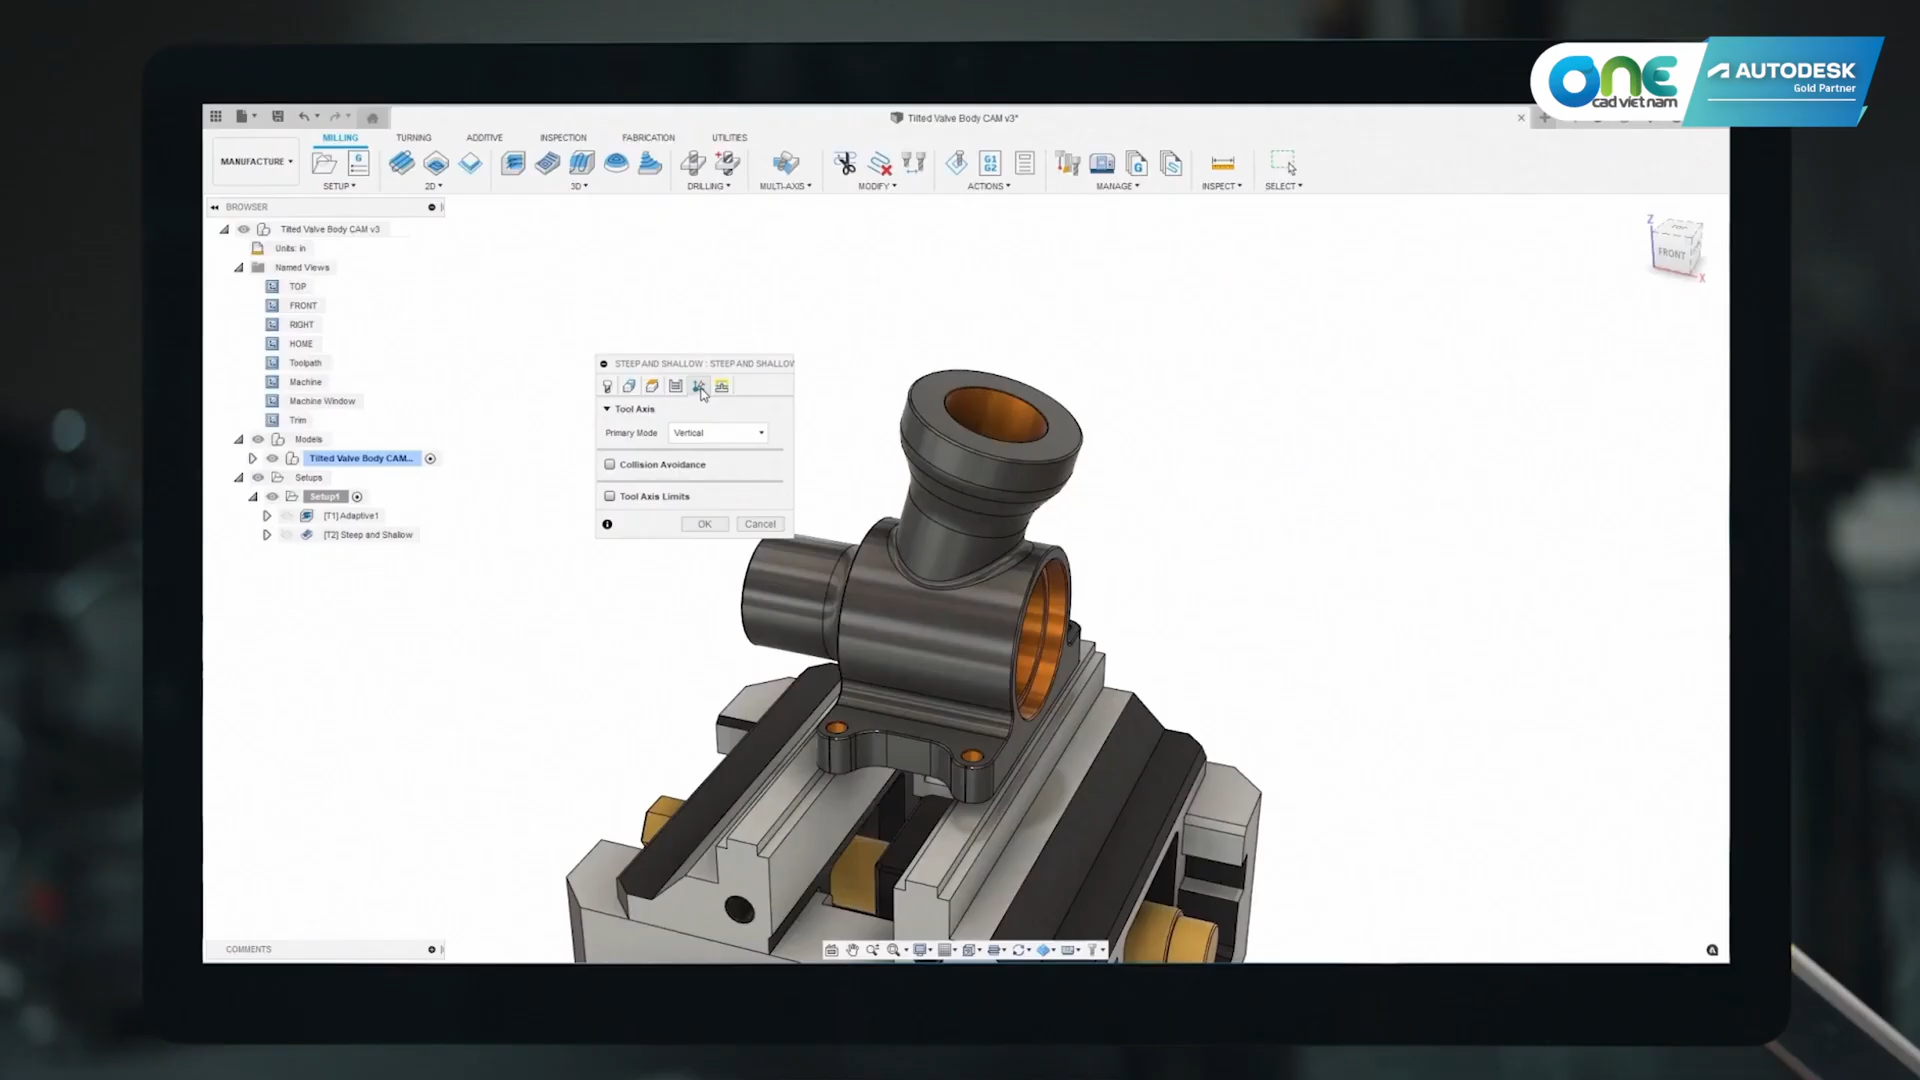 ONE
cad viet nam
AUTODESK
Gold Partner
Tilted Valve Body CAM v3*
MANUFACTURE
MILLING
TURNING
ADDITIVE
INSPECTION
FABRICATION
UTILITIES
G
G1
G2
G
SETUP
2D
3D
DRILLING
MULTI-AXIS
MODIFY
ACTIONS
MANAGE
INSPECT
SELECT
BROWSER
Tilted Valve Body CAM v3
Units: in
Named Views
TOP
FRONT
RIGHT
HOME
Toolpath
Machine
Machine Window
Trim
Models
Tilted Valve Body CAM...
Setups
Setup1
[T1] Adaptive1
[T2] Steep and Shallow
STEEP AND SHALLOW : STEEP AND SHALLOW
Tool Axis
Primary Mode
Vertical
Collision Avoidance
Tool Axis Limits
OK
Cancel
Z
TOP
FRONT
X
COMMENTS